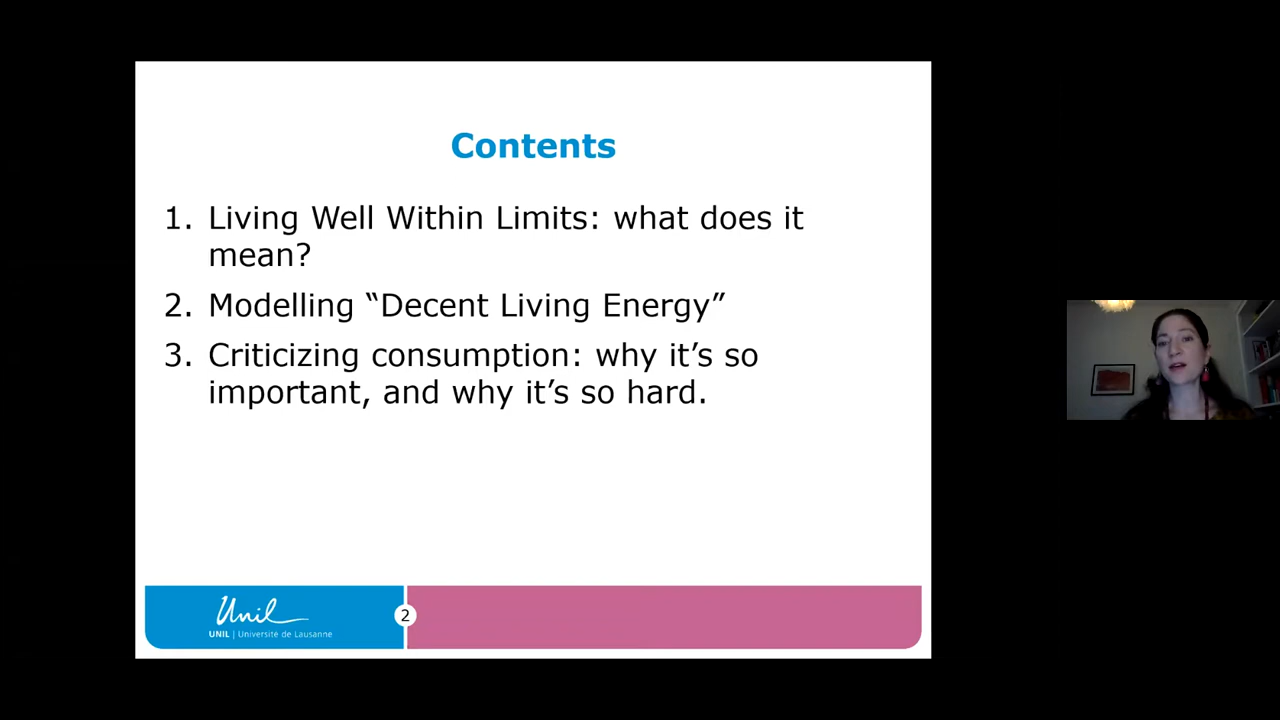 Contents
1. Living Well Within Limits: what does it
mean?
2. Modelling “Decent Living Energy”
3. Criticizing consumption: why it’s so
important, and why it’s so hard.
Unil
UNIL | Université de Lausanne
2